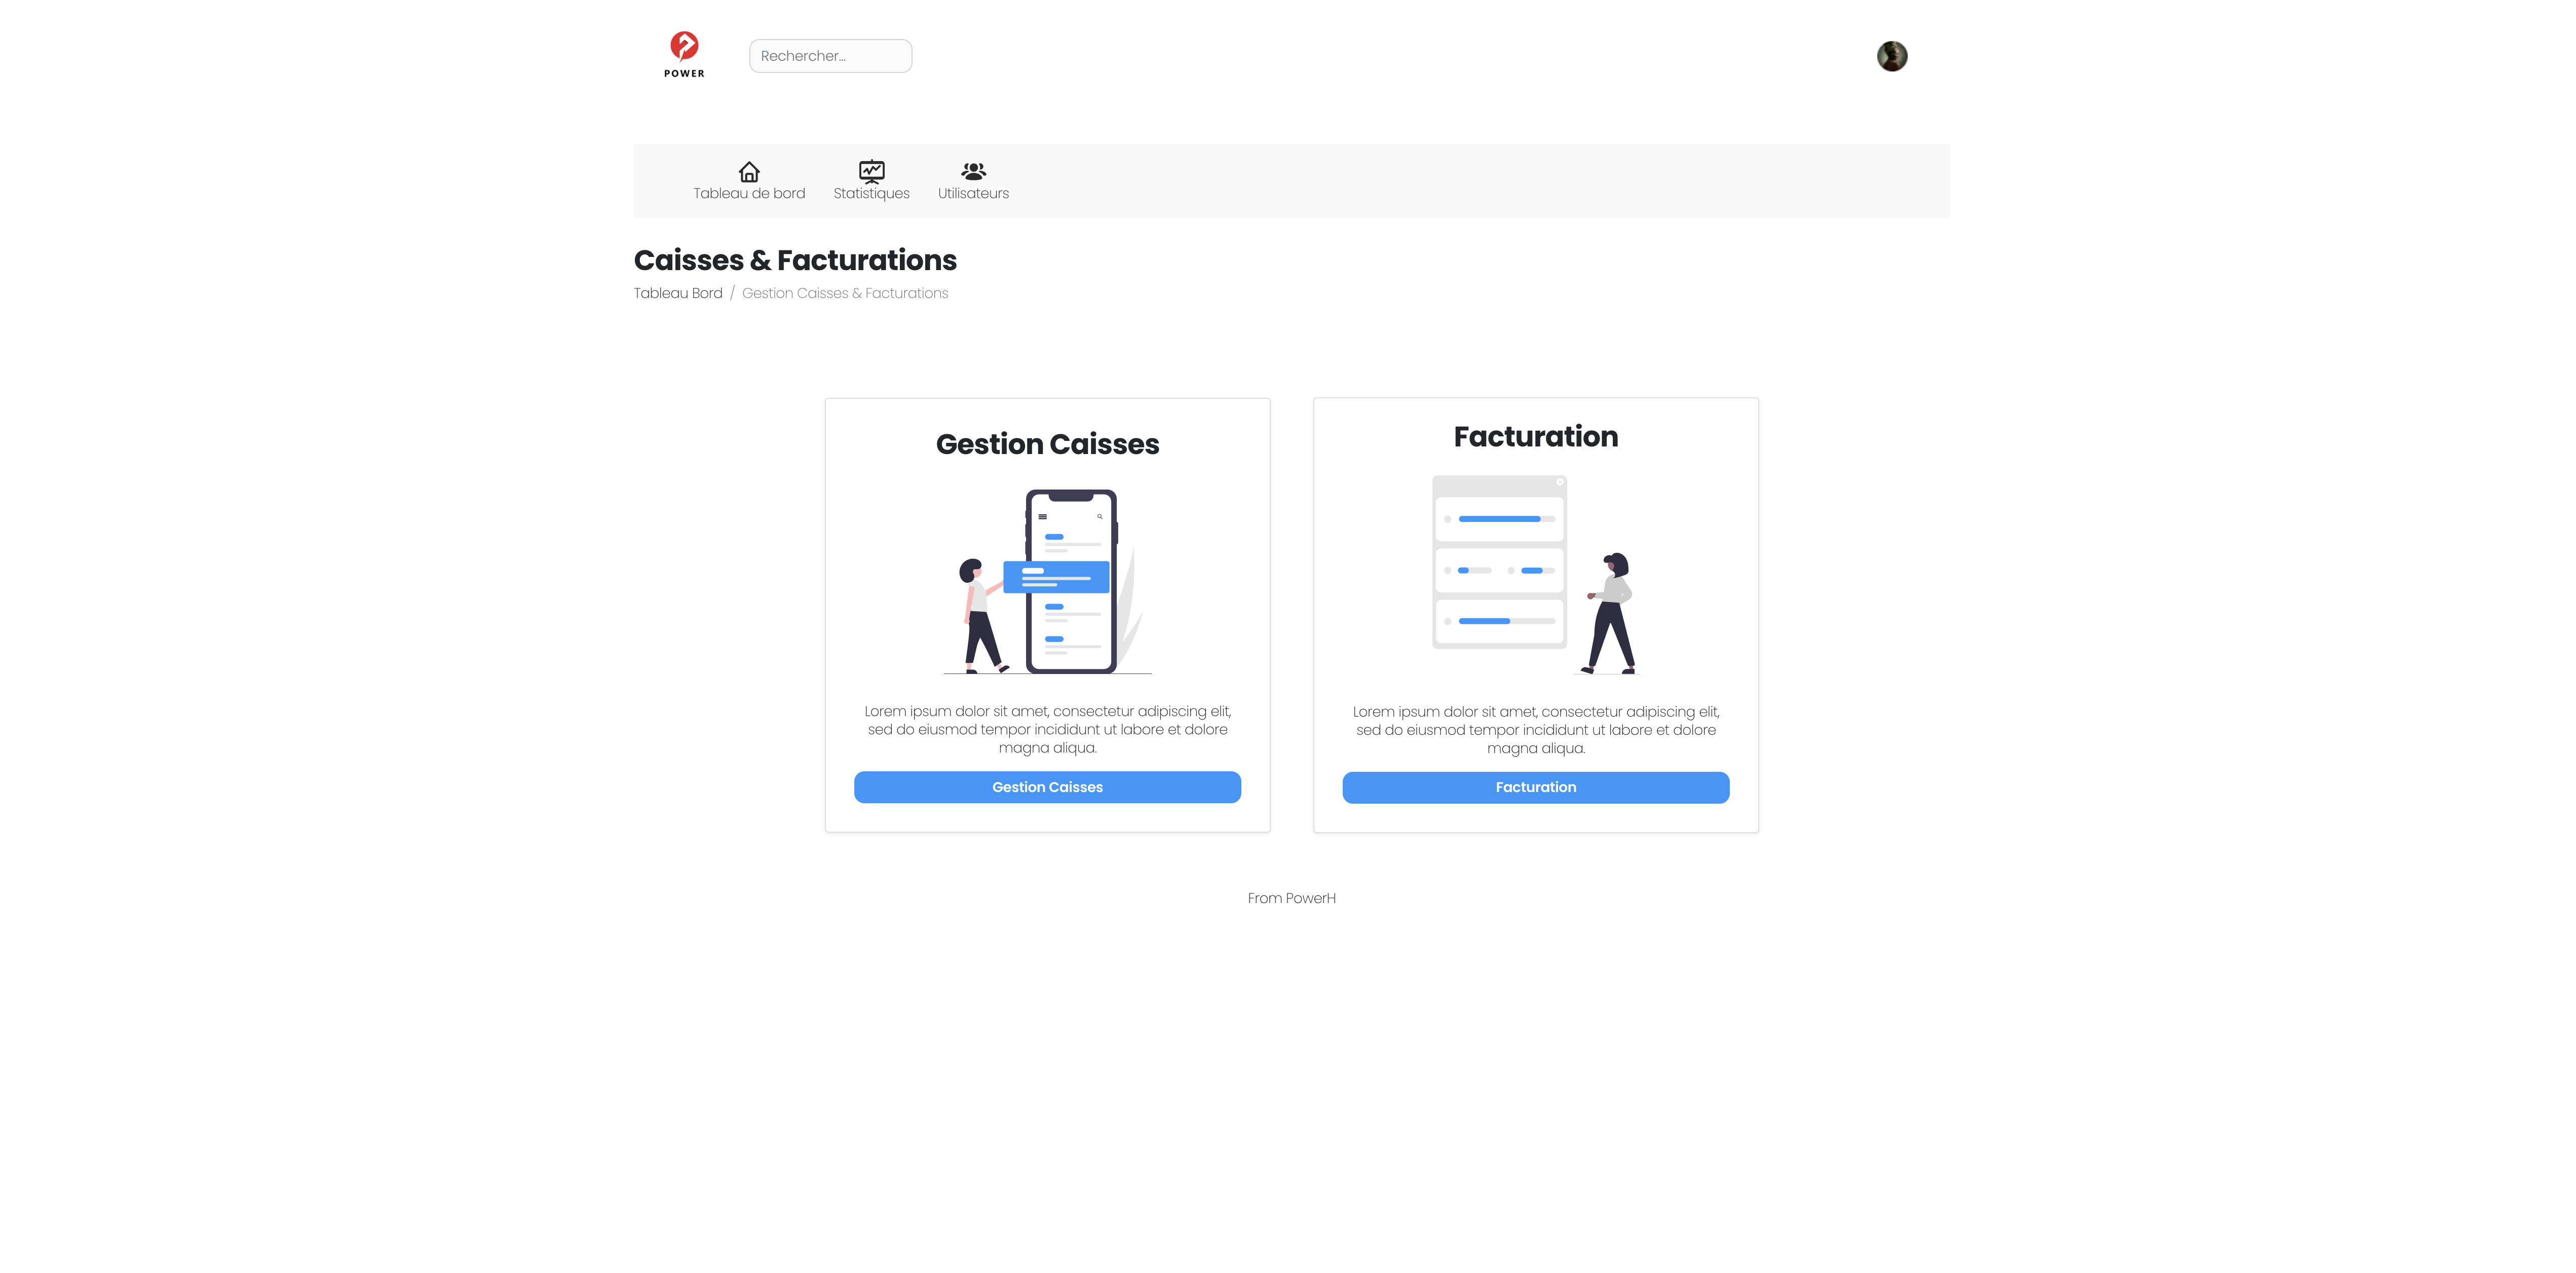 POWER
Rechercher...
Tableau de bord
Statistiques
Utilisateurs
Caisses & Facturations
Tableau Bord / Gestion Caisses & Facturations
Gestion Caisses
Lorem ipsum dolor sit amet, consectetur adipiscing elit,
sed do eiusmod tempor incididunt ut labore et dolore
magna aliqua.
Gestion Caisses
Facturation
Lorem ipsum dolor sit amet, consectetur adipiscing elit,
sed do eiusmod tempor incididunt ut labore et dolore
magna aliqua.
Facturation
From PowerH